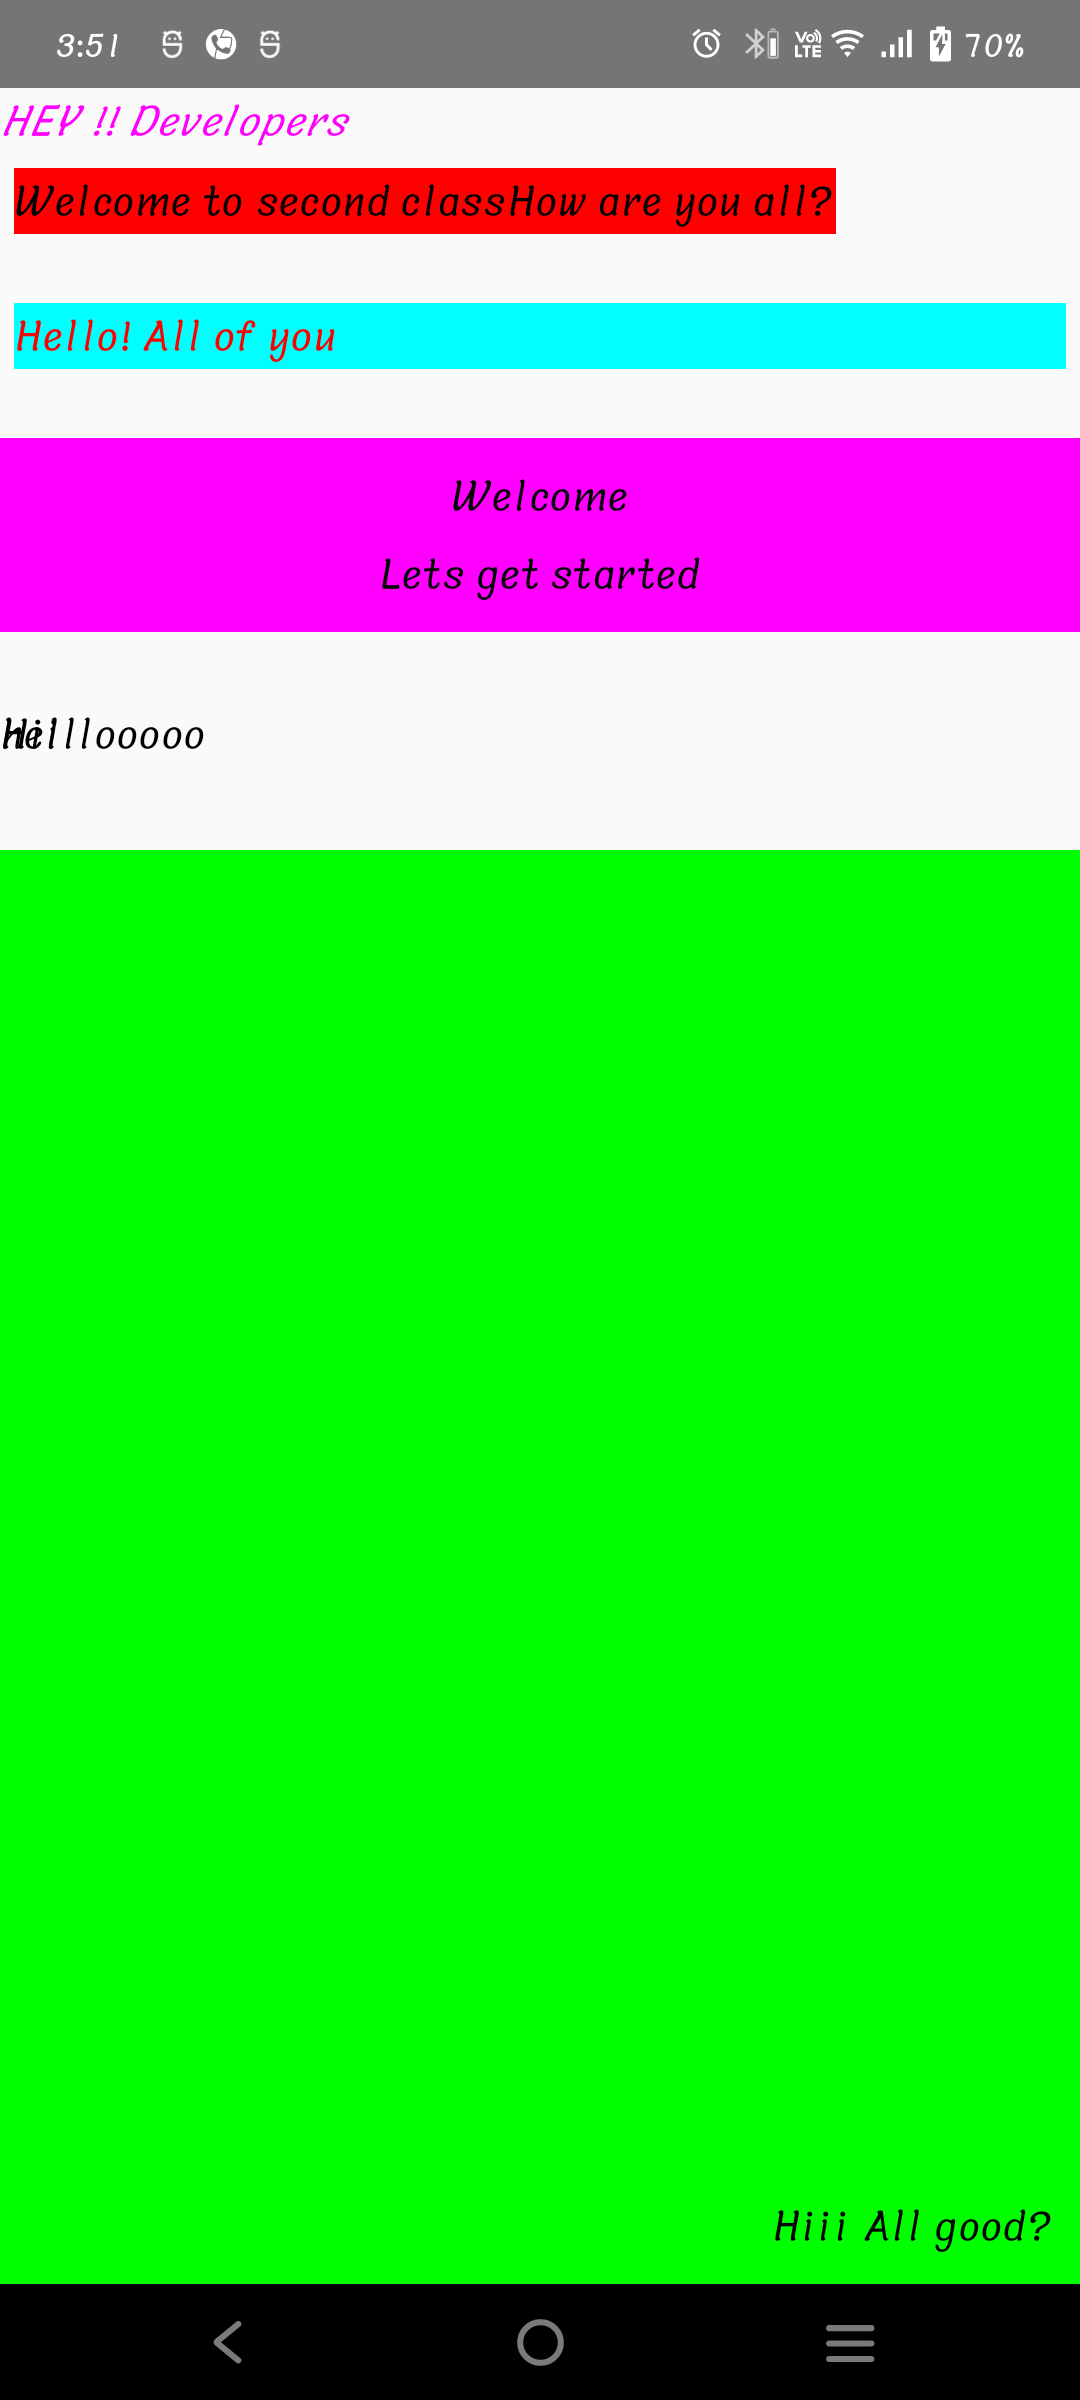 3:51
VoLTE
70%
HEY !! Developers
Welcome to second classHow are you all?
Hello! All of you
Welcome
Lets get started
Hiii All good?